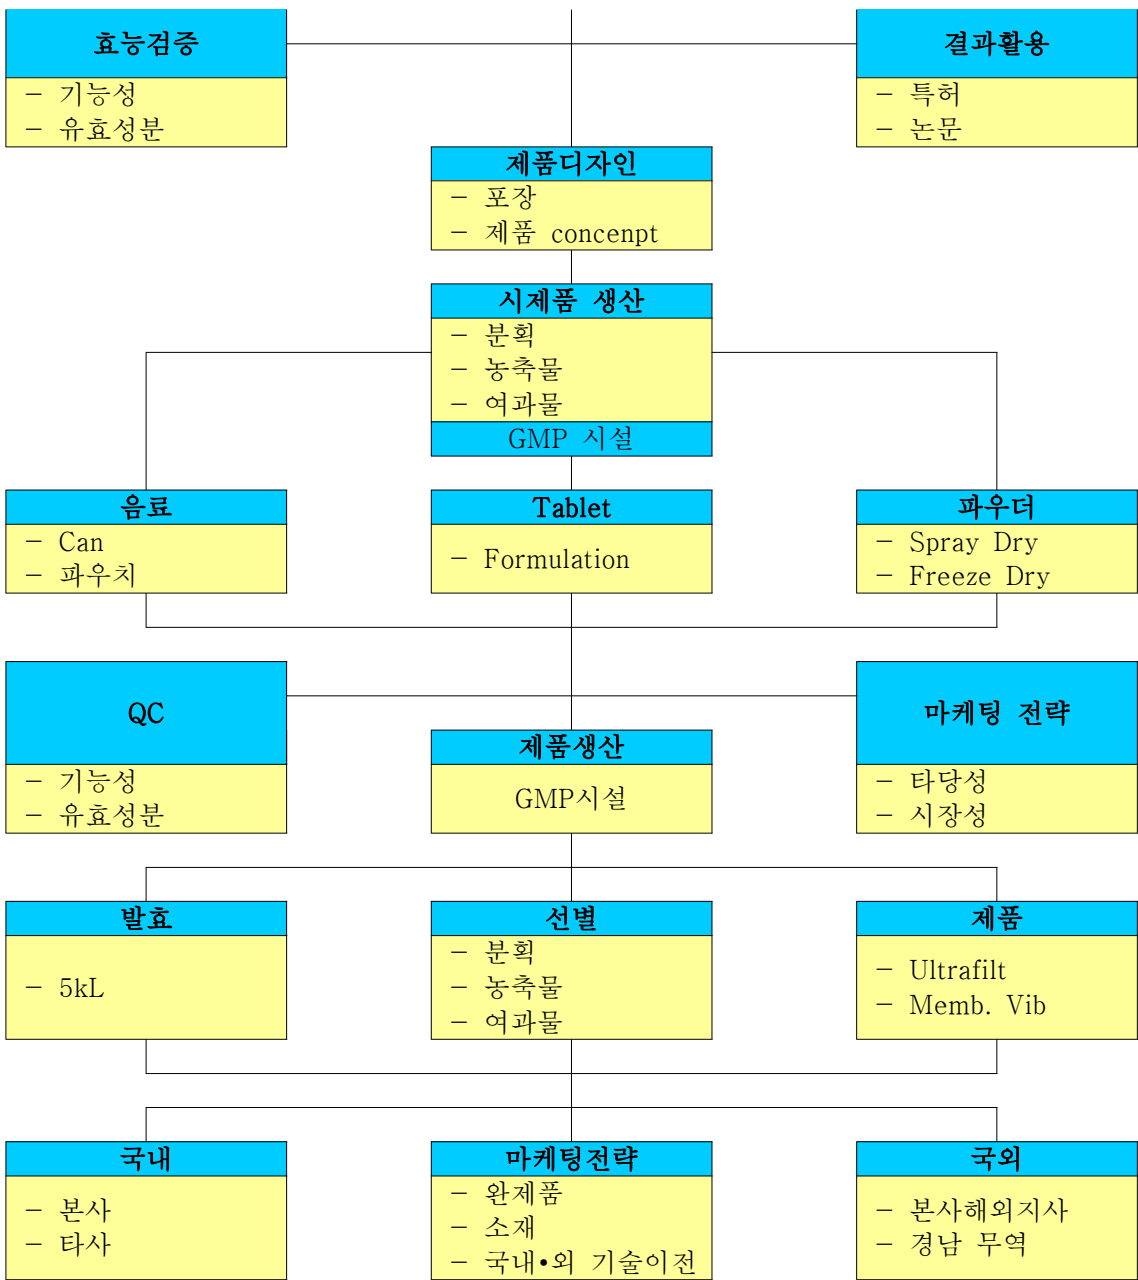 효능검증
결과활용
- 기능성
- 유효성분
- 특허
- 논문
제품디자인
- 포장
- 제품 concenpt
시제품 생산
- 분획
- 농축물
- 여과물
GMP 시설
음료
- Can
- 파우치
Tablet
- Formulation
파우더
- Spray Dry
- Freeze Dry
QC
- 기능성
- 유효성분
제품생산
GMP시설
마케팅 전략
- 타당성
- 시장성
발효
- 5kL
선별
- 분획
- 농축물
- 여과물
제품
- Ultrafilt
- Memb. Vib
국내
- 본사
- 타사
마케팅전략
- 완제품
- 소재
- 국내•외 기술이전
국외
- 본사해외지사
- 경남 무역